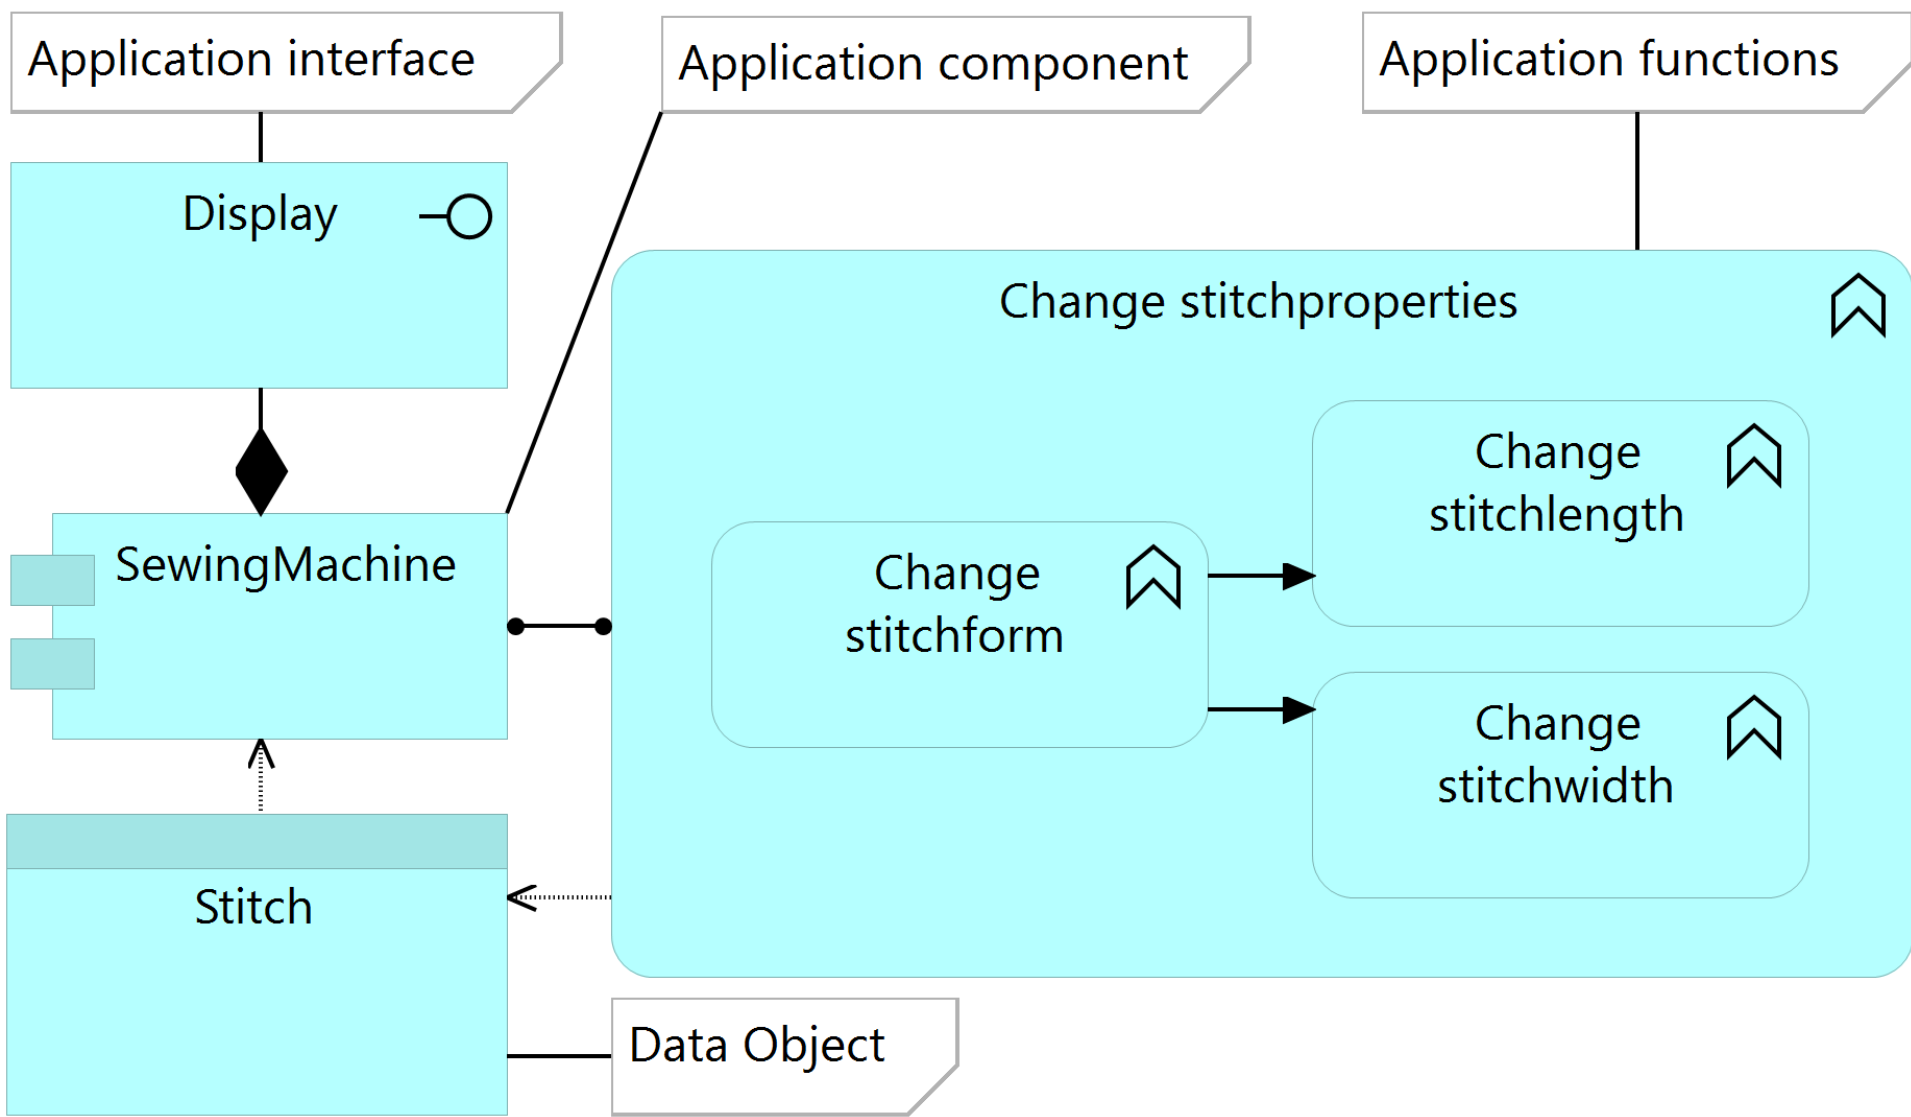 Application interface
Application component
Application functions
Display
Change stitchproperties
Change
stitchlength
SewingMachine
Change
stitchform
Change
stitchwidth
Stitch
Data Object